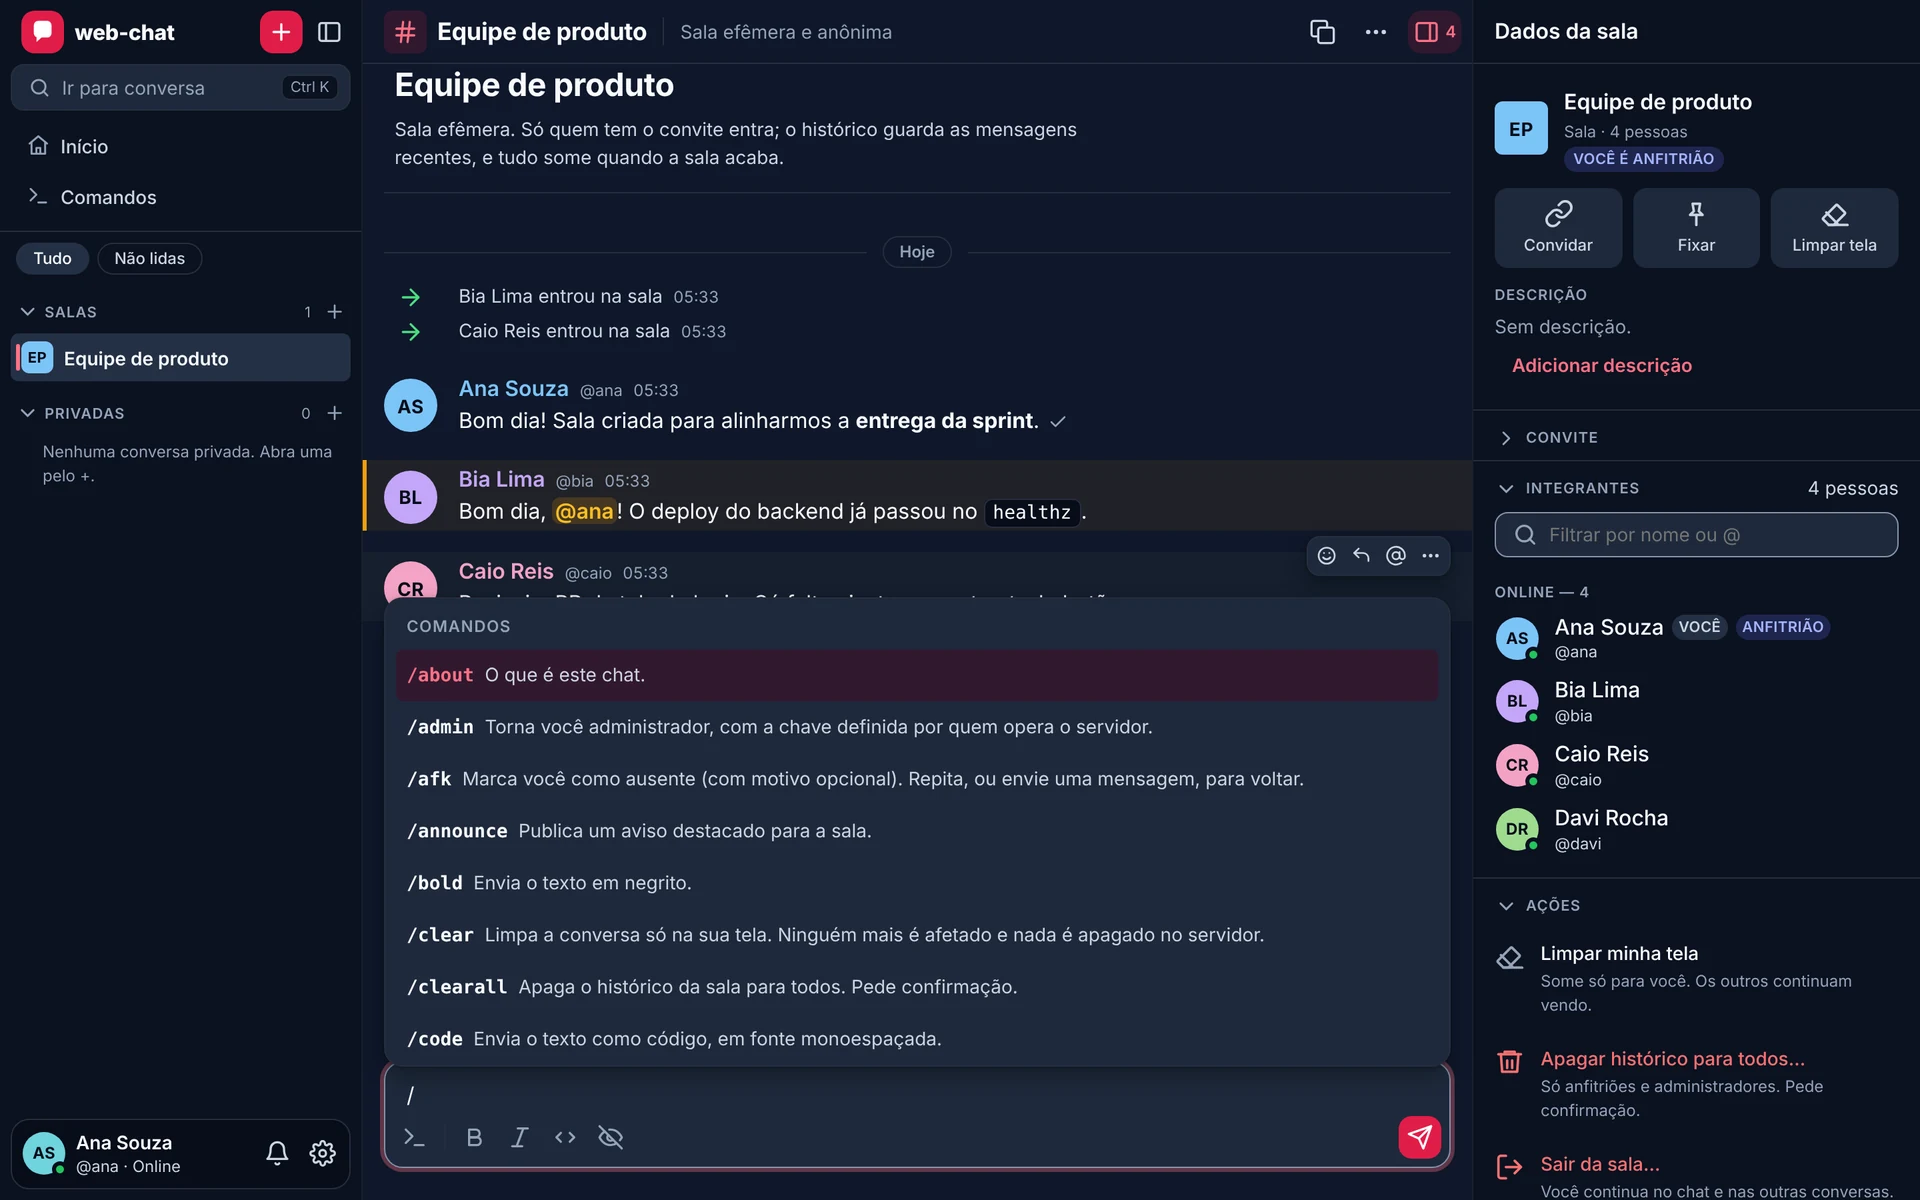 web-chat
Ir para conversa
Ctrl K
Início
Comandos
Tudo
Não lidas
SALAS
1
EP
Equipe de produto
PRIVADAS
0
Nenhuma conversa privada. Abra uma
pelo +.
AS
Ana Souza
@ana · Online
# Equipe de produto
Sala efêmera e anônima
4
Equipe de produto
Sala efêmera. Só quem tem o convite entra; o histórico guarda as mensagens
recentes, e tudo some quando a sala acaba.
Hoje
Bia Lima entrou na sala 05:33
Caio Reis entrou na sala 05:33
AS
Ana Souza @ana 05:33
Bom dia! Sala criada para alinharmos a entrega da sprint.
BL
Bia Lima @bia 05:33
Bom dia, @ana! O deploy do backend já passou no healthz.
CR
Caio Reis @caio 05:33
COMANDOS
/about O que é este chat.
/admin Torna você administrador, com a chave definida por quem opera o servidor.
/afk Marca você como ausente (com motivo opcional). Repita, ou envie uma mensagem, para voltar.
/announce Publica um aviso destacado para a sala.
/bold Envia o texto em negrito.
/clear Limpa a conversa só na sua tela. Ninguém mais é afetado e nada é apagado no servidor.
/clearall Apaga o histórico da sala para todos. Pede confirmação.
/code Envia o texto como código, em fonte monoespaçada.
/
Dados da sala
EP
Equipe de produto
Sala · 4 pessoas
VOCÊ É ANFITRIÃO
Convidar
Fixar
Limpar tela
DESCRIÇÃO
Sem descrição.
Adicionar descrição
CONVITE
INTEGRANTES
4 pessoas
Filtrar por nome ou @
ONLINE — 4
AS
Ana Souza VOCÊ ANFITRIÃO
@ana
BL
Bia Lima
@bia
CR
Caio Reis
@caio
DR
Davi Rocha
@davi
AÇÕES
Limpar minha tela
Some só para você. Os outros continuam
vendo.
Apagar histórico para todos...
Só anfitriões e administradores. Pede
confirmação.
Sair da sala...
Você continua no chat e nas outras conversas.